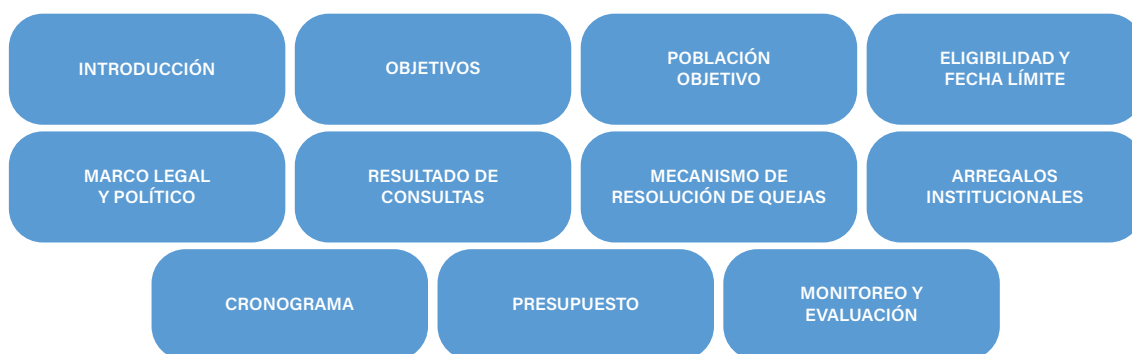 INTRODUCCIÓN
OBJETIVOS
POBLACIÓN
OBJETIVO
ELIGIBILIDAD Y
FECHA LÍMITE
MARCO LEGAL
Y POLÍTICO
RESULTADO DE
CONSULTAS
MECANISMO DE
RESOLUCIÓN DE QUEJAS
ARREGALOS
INSTITUCIONALES
CRONOGRAMA
PRESUPUESTO
MONITOREO Y
EVALUACIÓN